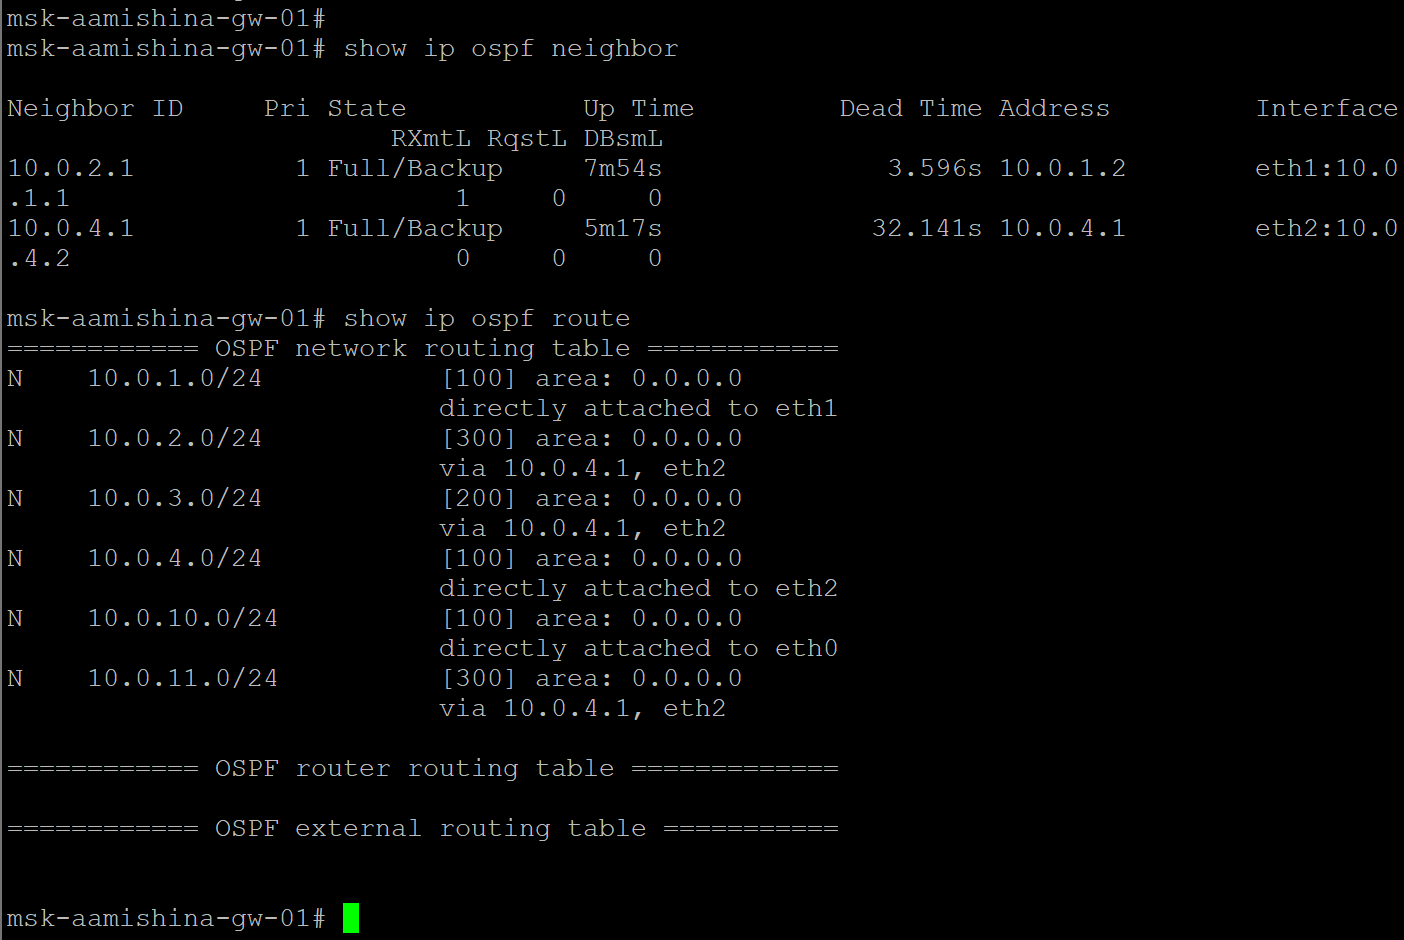 msk-aamishina-gw-01#
msk-aamishina-gw-01# show ip ospf neighbor
Neighbor ID     Pri State           Up Time         Dead Time Address         Interface
                        RXmtL RqstL DBsmL
10.0.2.1          1 Full/Backup     7m54s              3.596s 10.0.1.2        eth1:10.0
.1.1                        1     0     0
10.0.4.1          1 Full/Backup     5m17s             32.141s 10.0.4.1        eth2:10.0
.4.2                        0     0     0
msk-aamishina-gw-01# show ip ospf route
============ OSPF network routing table ============
N    10.0.1.0/24           [100] area: 0.0.0.0
                           directly attached to eth1
N    10.0.2.0/24           [300] area: 0.0.0.0
                           via 10.0.4.1, eth2
N    10.0.3.0/24           [200] area: 0.0.0.0
                           via 10.0.4.1, eth2
N    10.0.4.0/24           [100] area: 0.0.0.0
                           directly attached to eth2
N    10.0.10.0/24          [100] area: 0.0.0.0
                           directly attached to eth0
N    10.0.11.0/24          [300] area: 0.0.0.0
                           via 10.0.4.1, eth2
============ OSPF router routing table =============
============ OSPF external routing table ===========
msk-aamishina-gw-01#